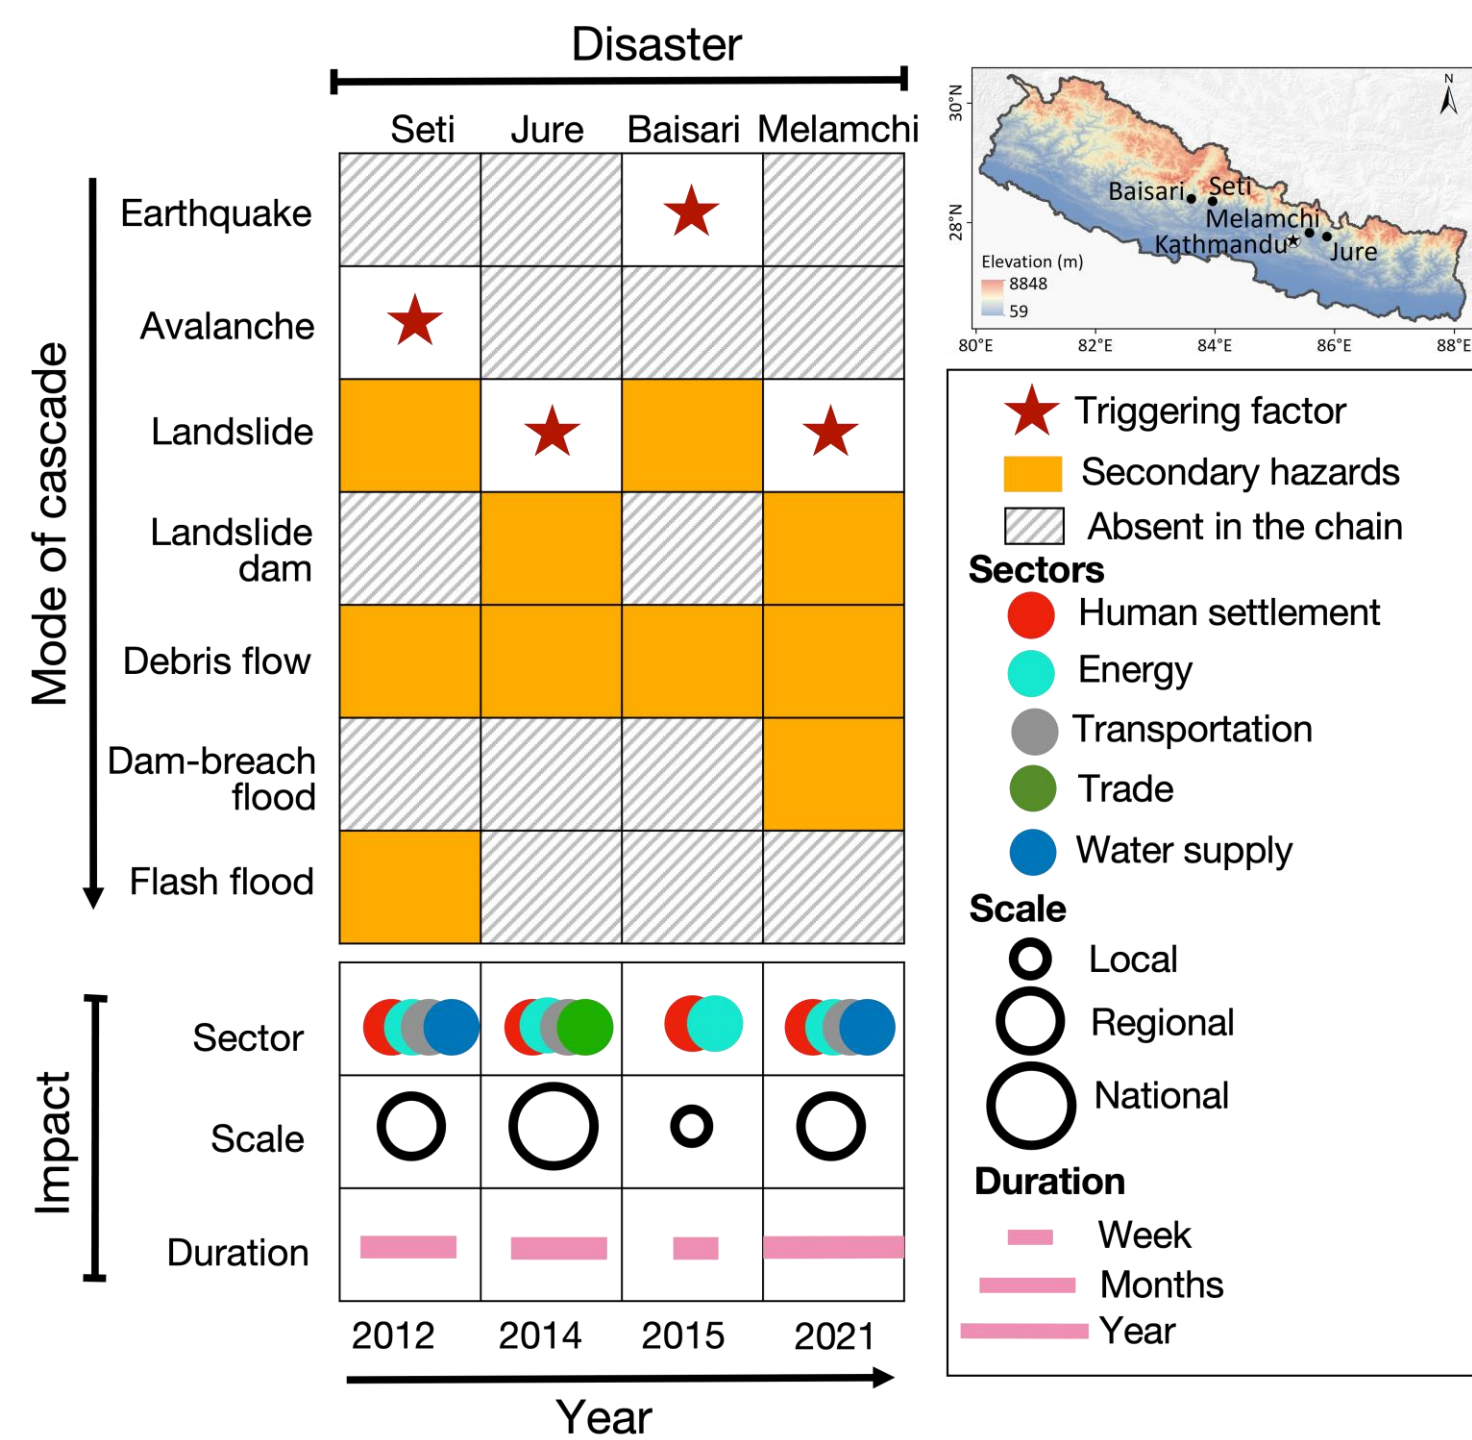 Disaster
Seti Jure Baisari Melamchi
Mode of cascade
Earthquake
Avalanche
Landslide
Landslide
dam
Debris flow
Dam-breach
flood
Flash flood
Impact
Sector
Scale
Duration
2012 2014 2015 2021
Year
N
30°N
28°N
Baisari
Seti
Melamchi
Kathmandu
Jure
Elevation (m)
8848
59
80°E 82°E 84°E 86°E 88°E
Triggering factor
Secondary hazards
Absent in the chain
Sectors
Human settlement
Energy
Transportation
Trade
Water supply
Scale
Local
Regional
National
Duration
Week
Months
Year